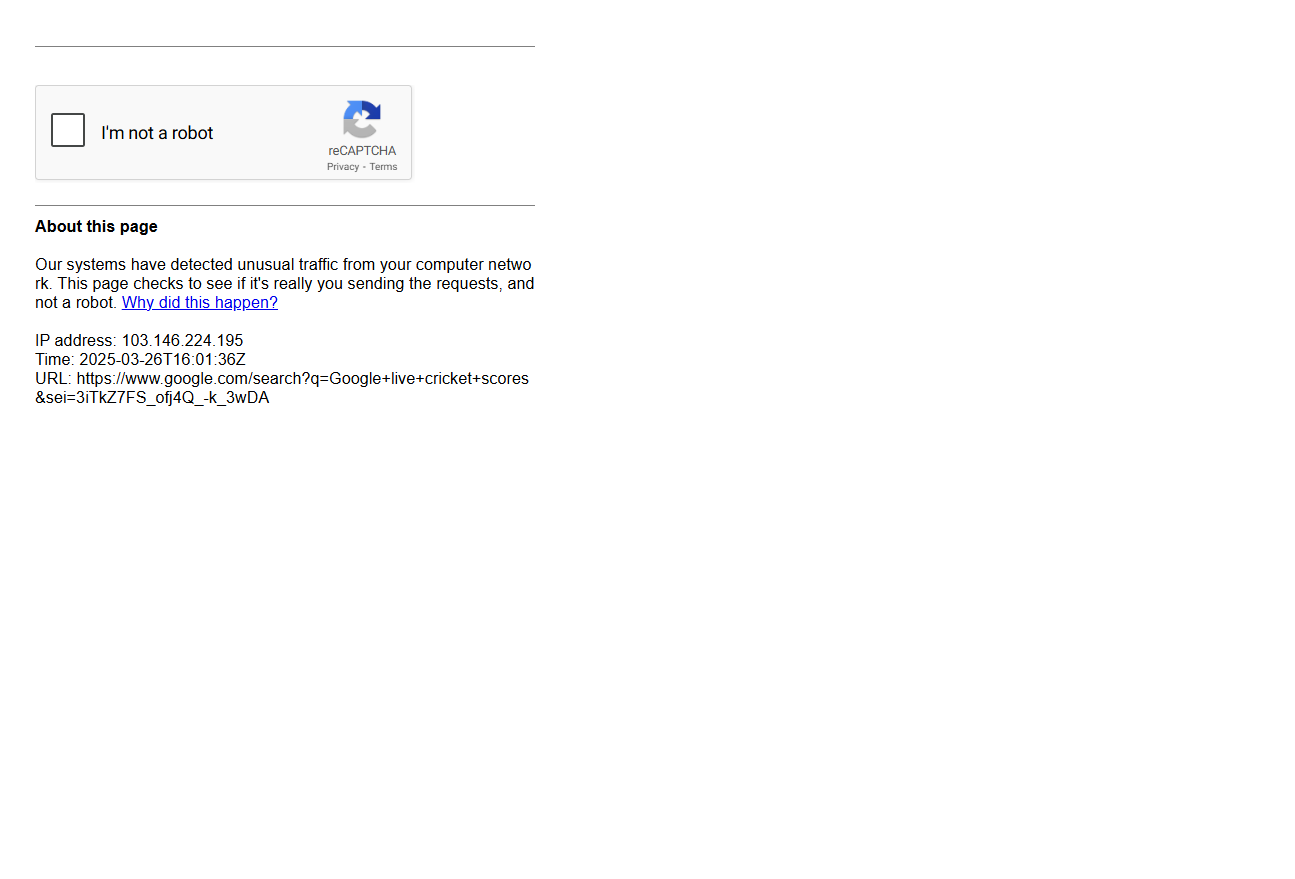 I'm not a robot
reCAPTCHA
Privacy - Terms
About this page
Our systems have detected unusual traffic from your computer netwo
rk. This page checks to see if it's really you sending the requests, and
not a robot. Why did this happen?
IP address: 103.146.224.195
Time: 2025-03-26T16:01:36Z
URL: https://www.google.com/search?q=Google+live+cricket+scores
&sei=3iTkZ7FS_ofj4Q_-k_3wDA